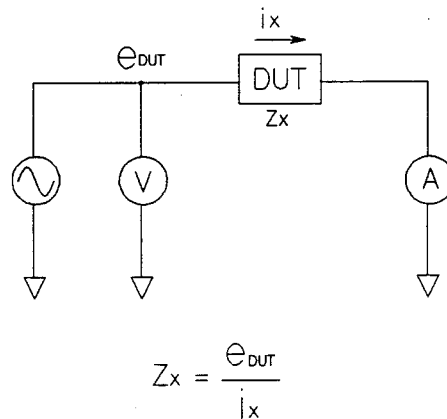 ix
eDUT
DUT
Zx
V
A
Zx = eDUT / ix